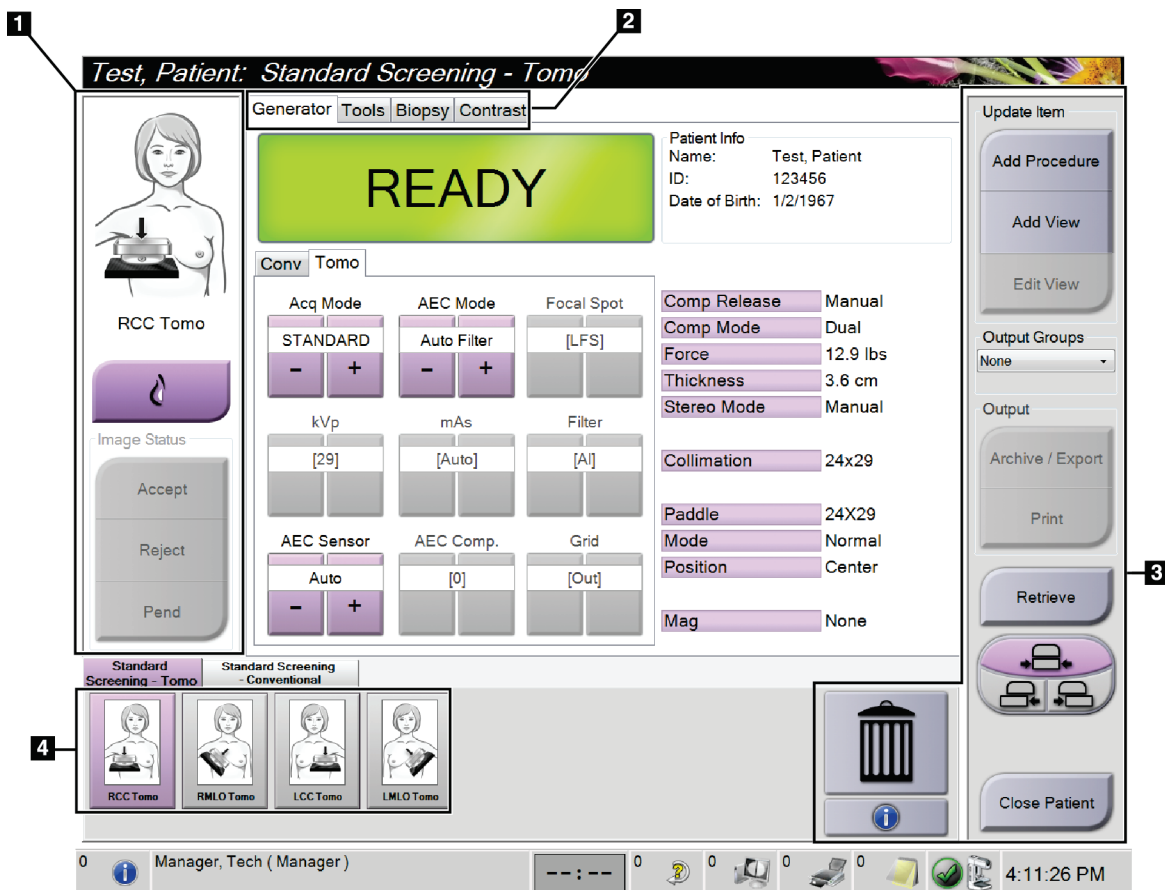 1
2
Test, Patient: Standard Screening - Tomo
Generator Tools Biopsy Contrast
READY
Patient Info
Name: Test, Patient
ID: 123456
Date of Birth: 1/2/1967
RCC Tomo
Image Status
Accept
Reject
Pend
Conv Tomo
Acq Mode AEC Mode Focal Spot
STANDARD Auto Filter [LFS]
- + - +
kVp mAs Filter
[29] [Auto] [Al]
AEC Sensor AEC Comp. Grid
Auto [0] [Out]
- +
Comp Release Manual
Comp Mode Dual
Force 12.9 lbs
Thickness 3.6 cm
Stereo Mode Manual
Collimation 24x29
Paddle 24X29
Mode Normal
Position Center
Mag None
Update Item
Add Procedure
Add View
Edit View
Output Groups
None
Output
Archive / Export
Print
3
Retrieve
Close Patient
Standard
Screening - Tomo
Standard Screening
- Conventional
4
RCC Tomo RMLO Tomo LCC Tomo LMLO Tomo
0 Manager, Tech ( Manager ) --:-- 0 0 0 0 4:11:26 PM